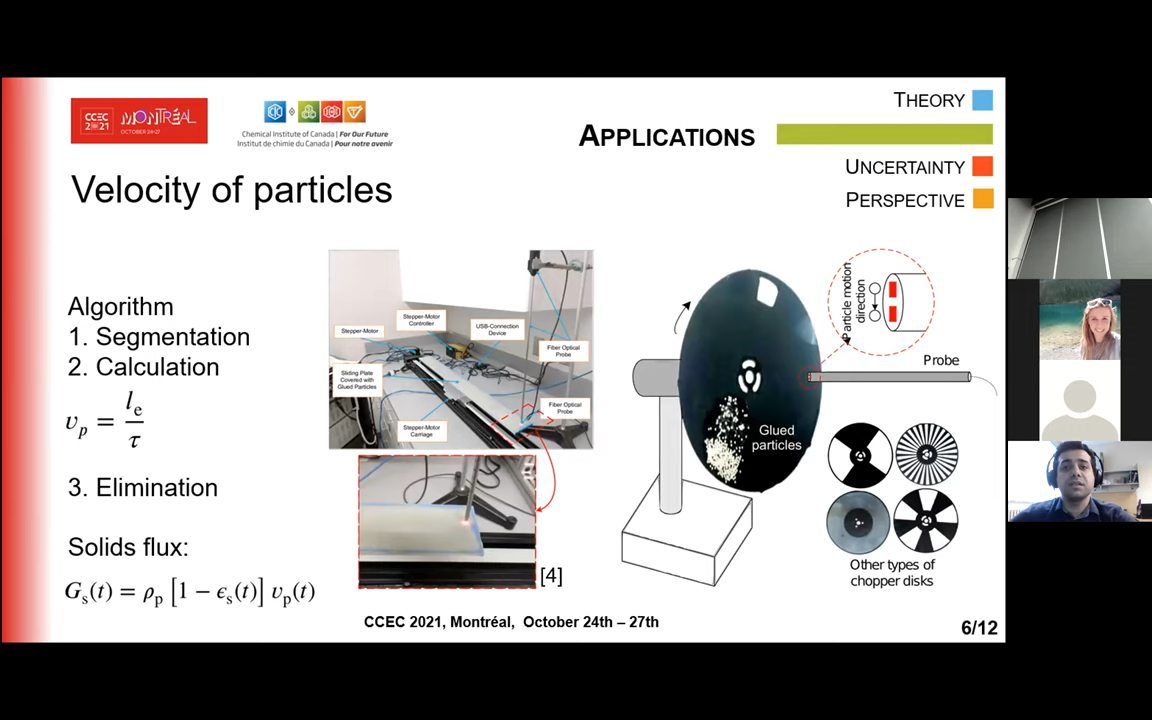 CCEC
2021
MONTRÉAL
OCTOBER 24-27
Chemical Institute of Canada | For Our Future
Institut de chimie du Canada | Pour notre avenir
THEORY
APPLICATIONS
UNCERTAINTY
PERSPECTIVE
Velocity of particles
Algorithm
1. Segmentation
2. Calculation
v_p = l_e / τ
3. Elimination
Solids flux:
G_s(t) = ρ_p [1 − ϵ_s(t)] v_p(t)
Stepper-Motor
Stepper-Motor
Controller
USB-Connection
Device
Fiber Optical
Probe
Sliding Plate
Covered with
Glued Particles
Fiber Optical
Probe
Stepper-Motor
Carriage
[4]
Particle motion
direction
Probe
Glued
particles
Other types of
chopper disks
CCEC 2021, Montréal, October 24th – 27th
6/12